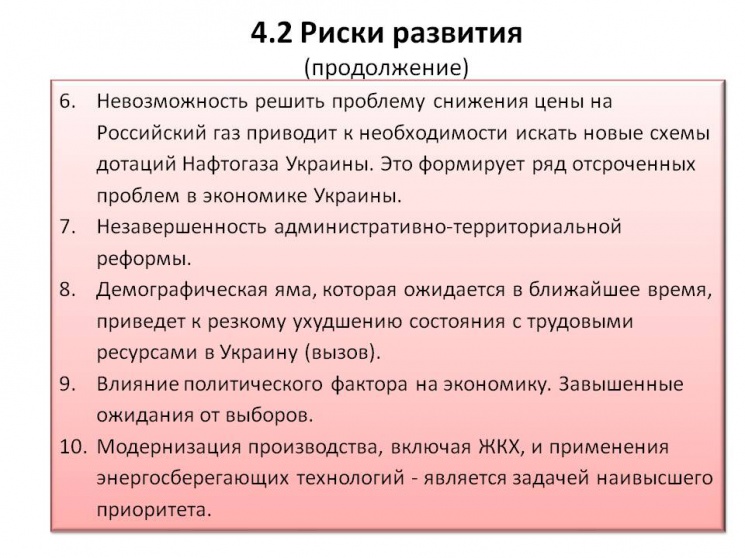 4.2 Риски развития
(продолжение)
6. Невозможность решить проблему снижения цены на
Российский газ приводит к необходимости искать новые схемы
дотаций Нафтогаза Украины. Это формирует ряд отсроченных
проблем в экономике Украины.
7. Незавершенность административно-территориальной
реформы.
8. Демографическая яма, которая ожидается в ближайшее время,
приведет к резкому ухудшению состояния с трудовыми
ресурсами в Украину (вызов).
9. Влияние политического фактора на экономику. Завышенные
ожидания от выборов.
10. Модернизация производства, включая ЖКХ, и применения
энергосберегающих технологий - является задачей наивысшего
приоритета.